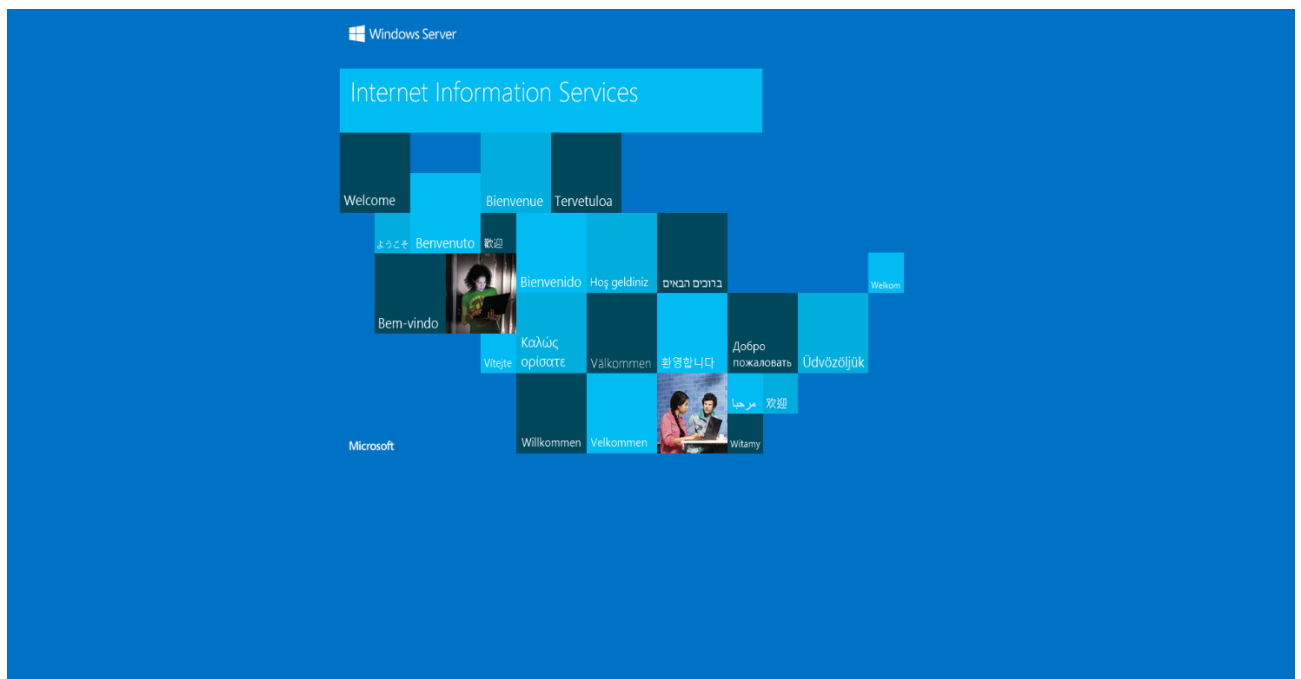 Windows Server
Internet Information Services
Welcome
Bienvenue
Tervetuloa
ようこそ
Benvenuto
歡迎
Bienvenido
Hoş geldiniz
ברוכים הבאים
Welkom
Bem-vindo
Vítejte
Καλώς
ορίσατε
Välkommen
환영합니다
Добро
пожаловать
Üdvözöljük
Microsoft
Willkommen
Velkommen
مرحبا
欢迎
Witamy